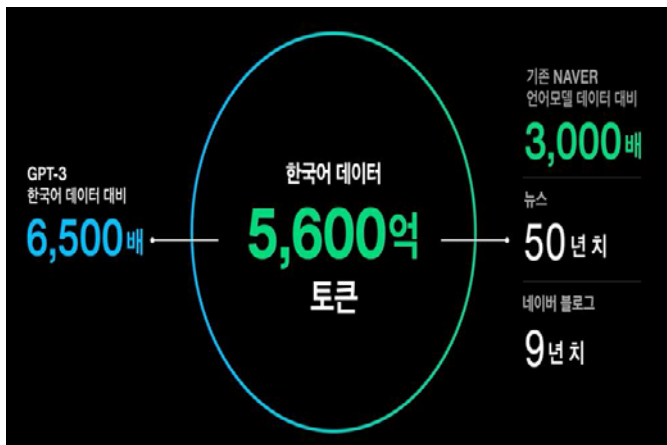 GPT-3
한국어 데이터 대비
6,500배
한국어 데이터
5,600억
토큰
기존 NAVER
언어모델 데이터 대비
3,000배
뉴스
50년 치
네이버 블로그
9년 치